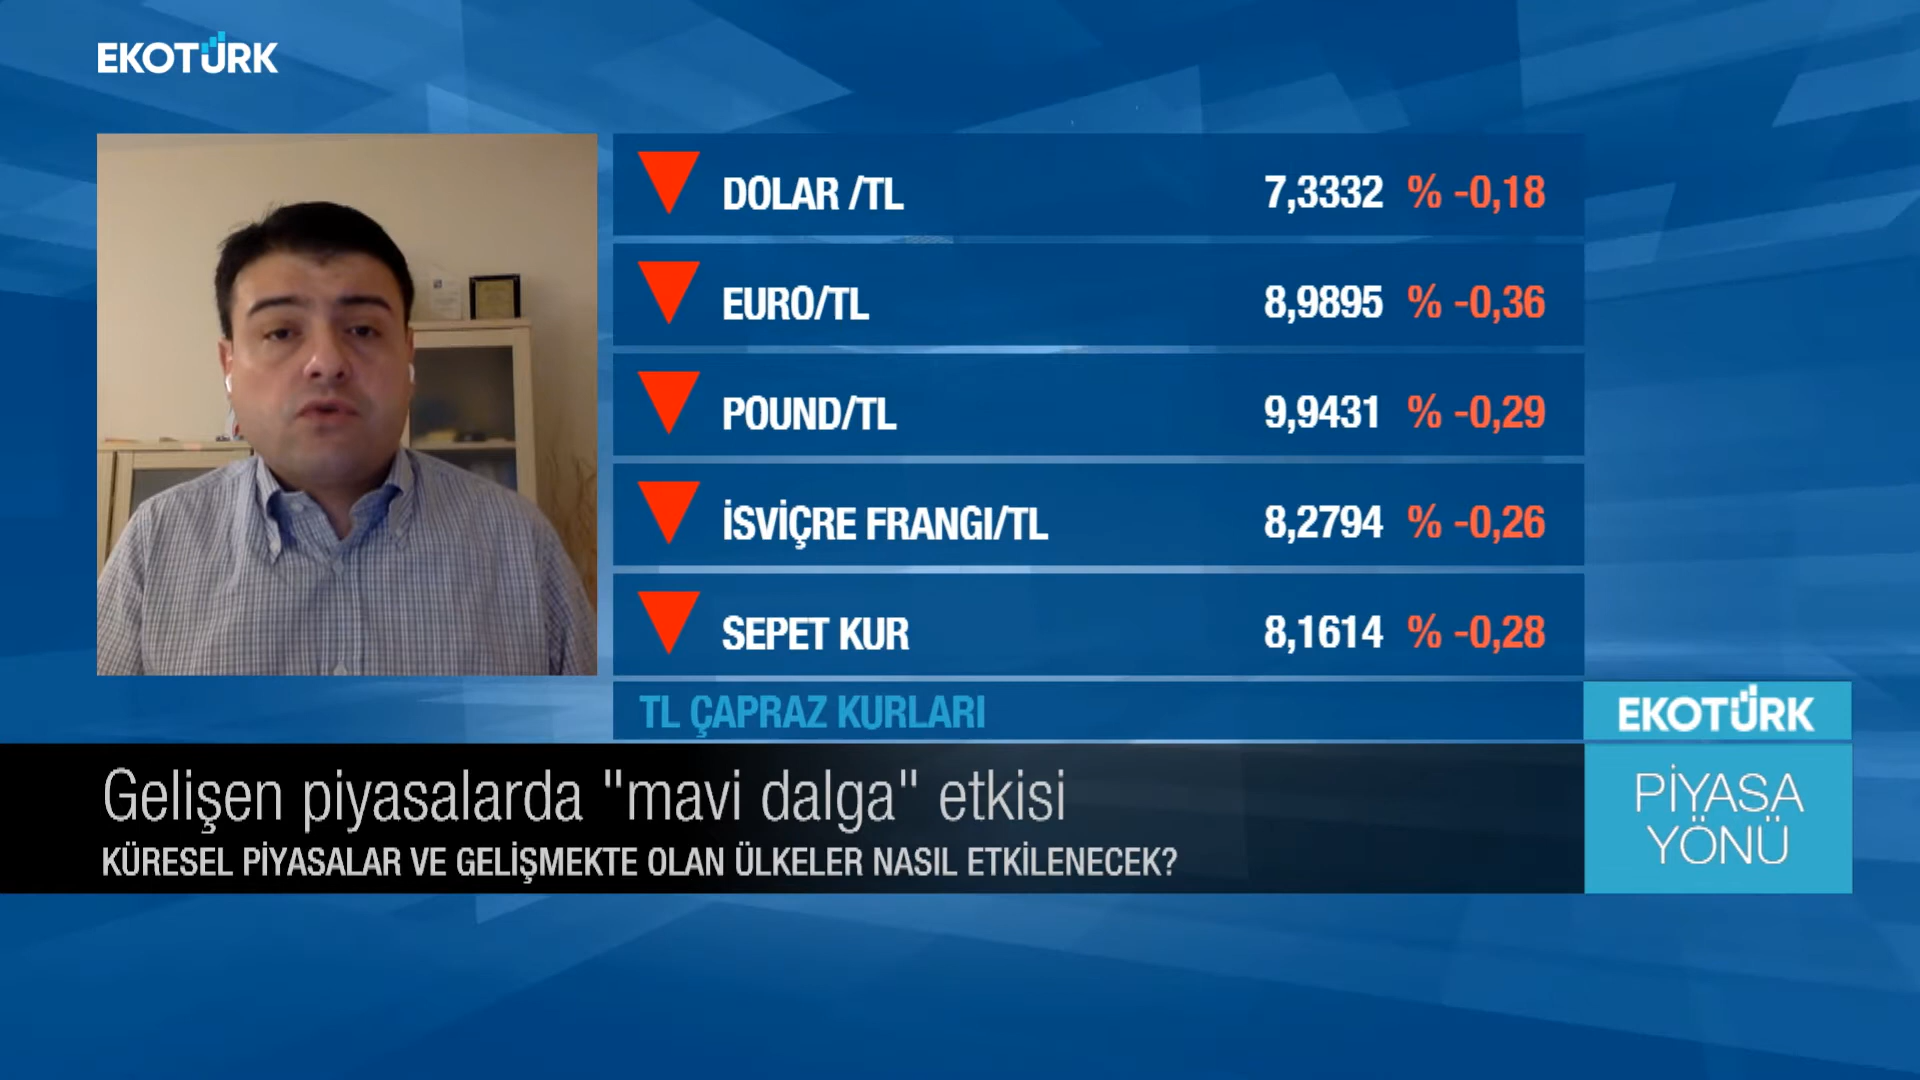 EKOTÜRK
DOLAR /TL 7,3332 % -0,18
EURO/TL 8,9895 % -0,36
POUND/TL 9,9431 % -0,29
İSVİÇRE FRANGI/TL 8,2794 % -0,26
SEPET KUR 8,1614 % -0,28
TL ÇAPRAZ KURLARI
EKOTÜRK
Gelişen piyasalarda "mavi dalga" etkisi
KÜRESEL PİYASALAR VE GELİŞMEKTE OLAN ÜLKELER NASIL ETKİLENECEK?
PİYASA
YÖNÜ